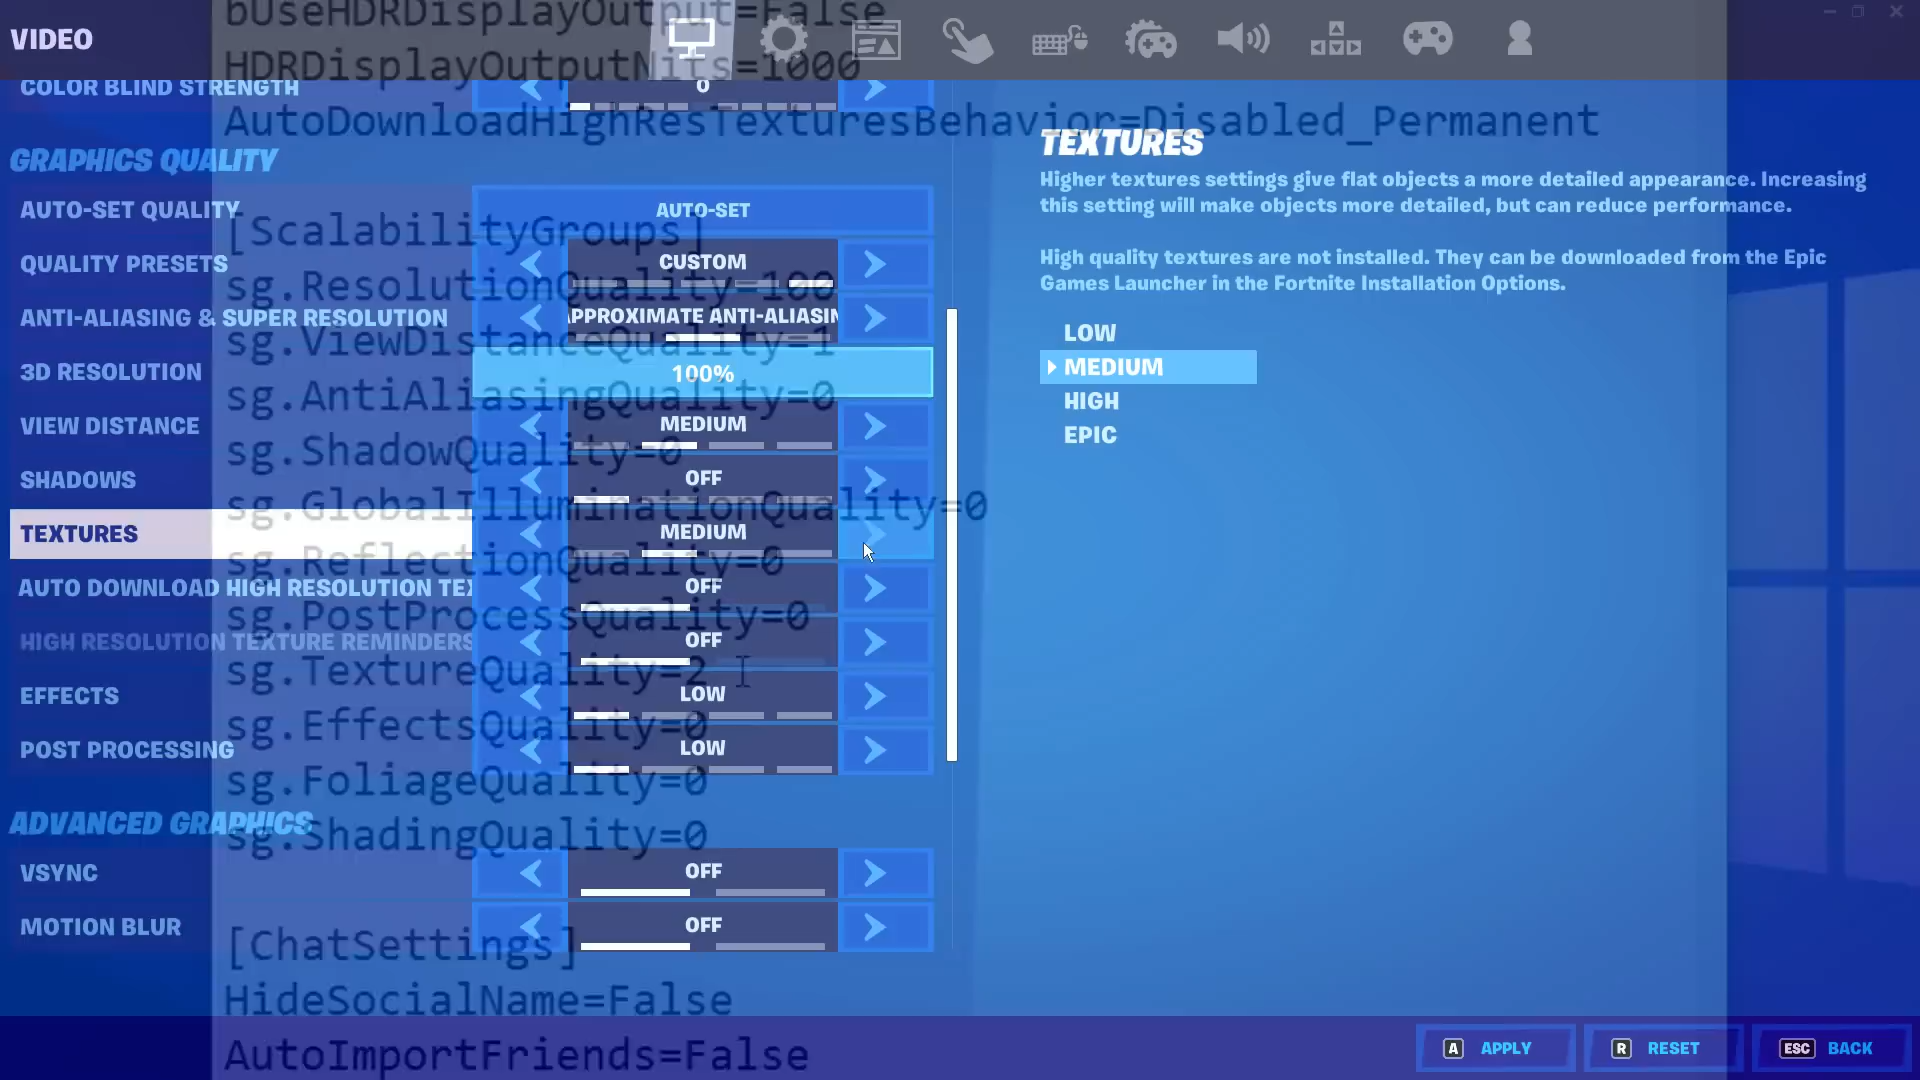 bUseHDRDisplayOutput=False
VIDEO
HDRDisplayOutputNits=1000
COLOR BLIND STRENGTH
0
AutoDownloadHighResTexturesBehavior=Disabled_Permanent
TEXTURES
GRAPHICS QUALITY
Higher textures settings give flat objects a more detailed appearance. Increasing
this setting will make objects more detailed, but can reduce performance.
High quality textures are not installed. They can be downloaded from the Epic
Games Launcher in the Fortnite Installation Options.
LOW
MEDIUM
HIGH
EPIC
AUTO-SET QUALITY
AUTO-SET
[ScalabilityGroups]
QUALITY PRESETS
CUSTOM
sg.ResolutionQuality=100
ANTI-ALIASING & SUPER RESOLUTION
APPROXIMATE ANTI-ALIASIN
sg.ViewDistanceQuality=1
3D RESOLUTION
100%
sg.AntiAliasingQuality=0
VIEW DISTANCE
MEDIUM
sg.ShadowQuality=0
SHADOWS
OFF
sg.GlobalIlluminationQuality=0
TEXTURES
MEDIUM
sg.ReflectionQuality=0
AUTO DOWNLOAD HIGH RESOLUTION TEX
OFF
sg.PostProcessQuality=0
HIGH RESOLUTION TEXTURE REMINDERS
OFF
sg.TextureQuality=2
EFFECTS
LOW
sg.EffectsQuality=0
POST PROCESSING
LOW
sg.FoliageQuality=0
ADVANCED GRAPHICS
sg.ShadingQuality=0
VSYNC
OFF
MOTION BLUR
OFF
[ChatSettings]
HideSocialName=False
AutoImportFriends=False
A APPLY
R RESET
ESC BACK